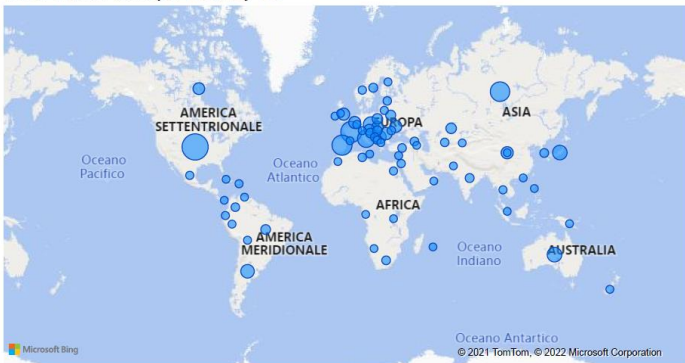 AMERICA
SETTENTRIONALE
UROPA
ASIA
Oceano
Pacifico
Oceano
Atlantico
AFRICA
AMERICA
MERIDIONALE
Oceano
Indiano
AUSTRALIA
Oceano Antartico
Microsoft Bing
© 2021 TomTom, © 2022 Microsoft Corporation